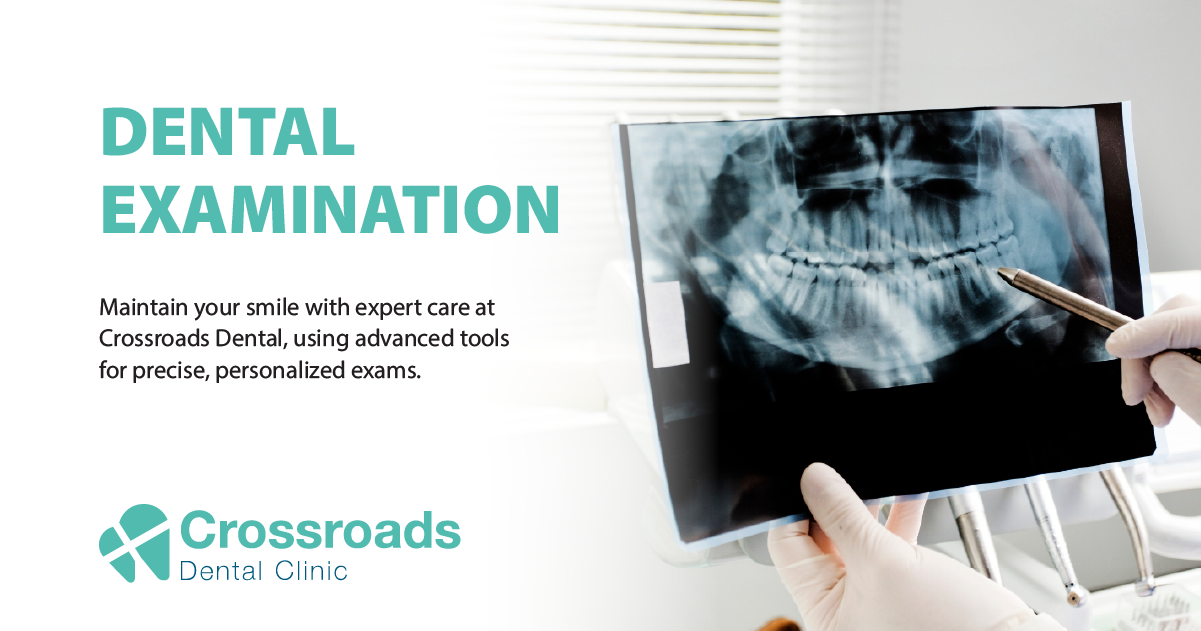 DENTAL
EXAMINATION
Maintain your smile with expert care at
Crossroads Dental, using advanced tools
for precise, personalized exams.
Crossroads
Dental Clinic